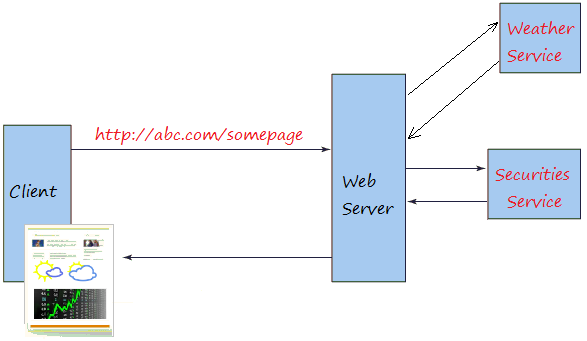 Weather
Service
http://abc.com/somepage
Client
Web
Server
Securities
Service